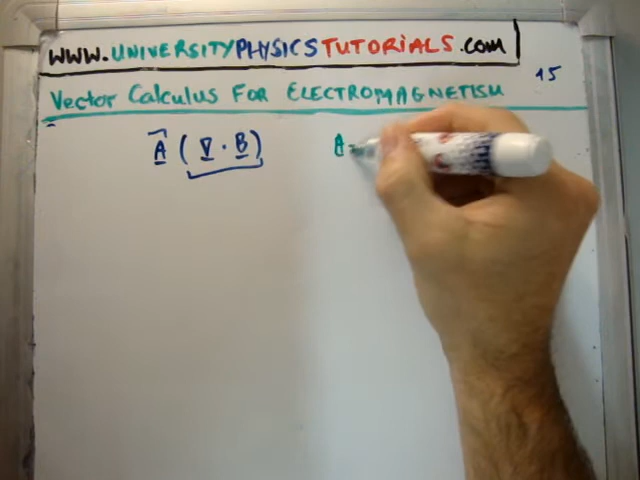 WWW.UNIVERSITYPHYSICSTUTORIALS.COM
15
Vector Calculus For ELECTROMAGNETISM
A (∇ · B)
A =